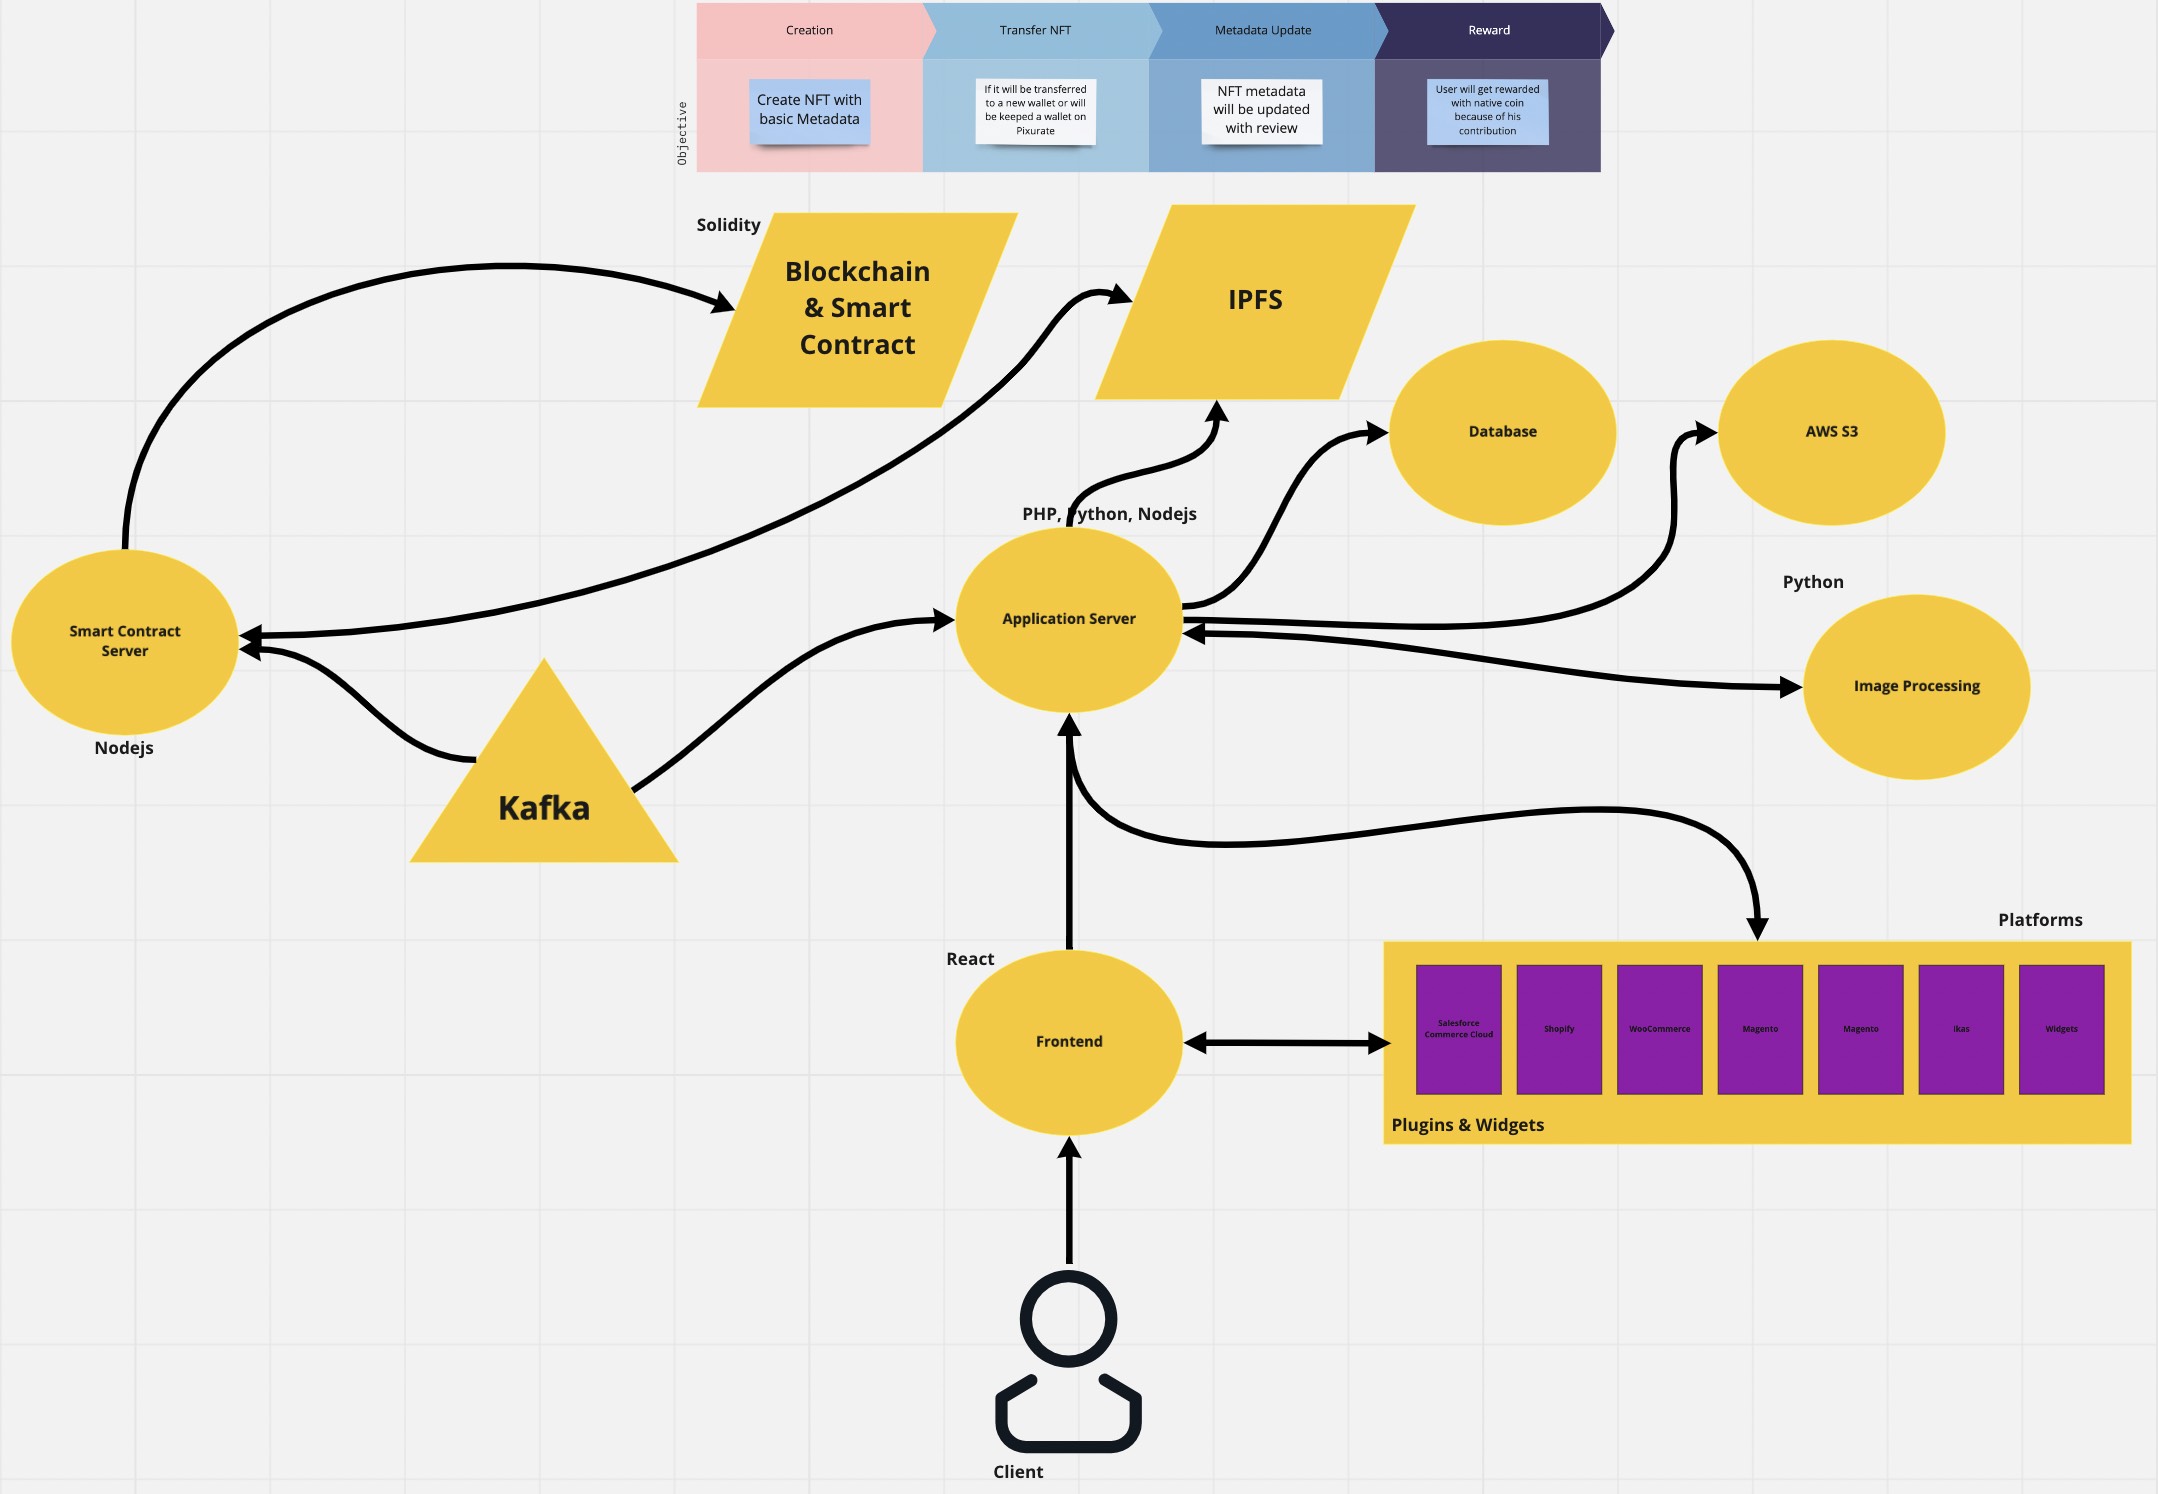 Creation
Transfer NFT
Metadata Update
Reward
Objective
Create NFT with
basic Metadata
If it will be transferred
to a new wallet or will
be keeped a wallet on
Pixurate
NFT metadata
will be updated
with review
User will get rewarded
with native coin
because of his
contribution
Solidity
Blockchain
& Smart
Contract
IPFS
Database
AWS S3
PHP, Python, Nodejs
Application Server
Python
Image Processing
Smart Contract
Server
Nodejs
Kafka
Platforms
React
Frontend
Salesforce
Commerce Cloud
Shopify
WooCommerce
Magento
Magento
ikas
Widgets
Plugins & Widgets
Client